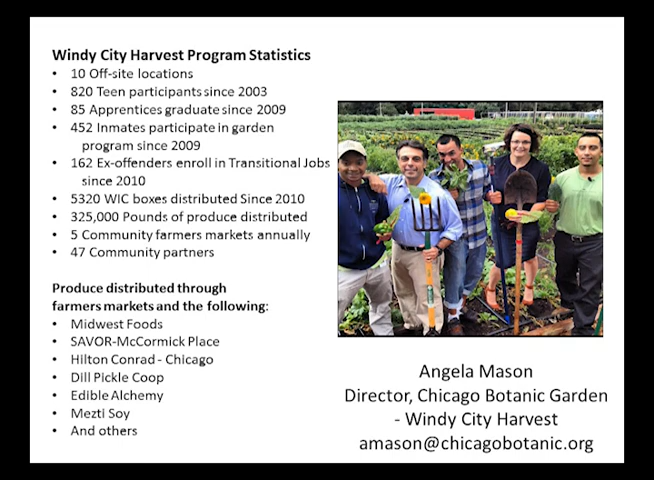 Windy City Harvest Program Statistics
• 10 Off-site locations
• 820 Teen participants since 2003
• 85 Apprentices graduate since 2009
• 452 Inmates participate in garden
program since 2009
• 162 Ex-offenders enroll in Transitional Jobs
since 2010
• 5320 WIC boxes distributed Since 2010
• 325,000 Pounds of produce distributed
• 5 Community farmers markets annually
• 47 Community partners
Produce distributed through
farmers markets and the following:
• Midwest Foods
• SAVOR-McCormick Place
• Hilton Conrad - Chicago
• Dill Pickle Coop
• Edible Alchemy
• Mezti Soy
• And others
Angela Mason
Director, Chicago Botanic Garden
- Windy City Harvest
amason@chicagobotanic.org